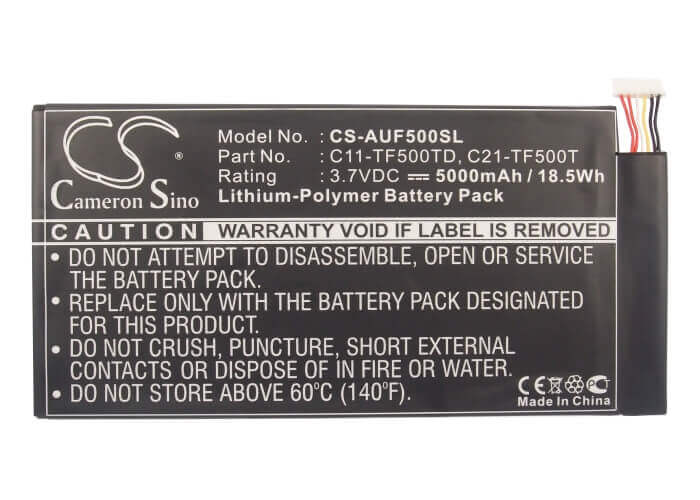 CS
Cameron Sino
Model No. : CS-AUF500SL
Part No. : C11-TF500TD, C21-TF500T
Rating : 3.7VDC ⎓ 5000mAh / 18.5Wh
Lithium-Polymer Battery Pack
CAUTION WARRANTY VOID IF LABEL IS REMOVED
• DO NOT ATTEMPT TO DISASSEMBLE, OPEN OR SERVICE
THE BATTERY PACK.
• REPLACE ONLY WITH THE BATTERY PACK DESIGNATED
FOR THIS PRODUCT.
• DO NOT CRUSH, PUNCTURE, SHORT EXTERNAL
CONTACTS OR DISPOSE OF IN FIRE OR WATER.
• DO NOT STORE ABOVE 60°C (140°F).
CE
Made In China